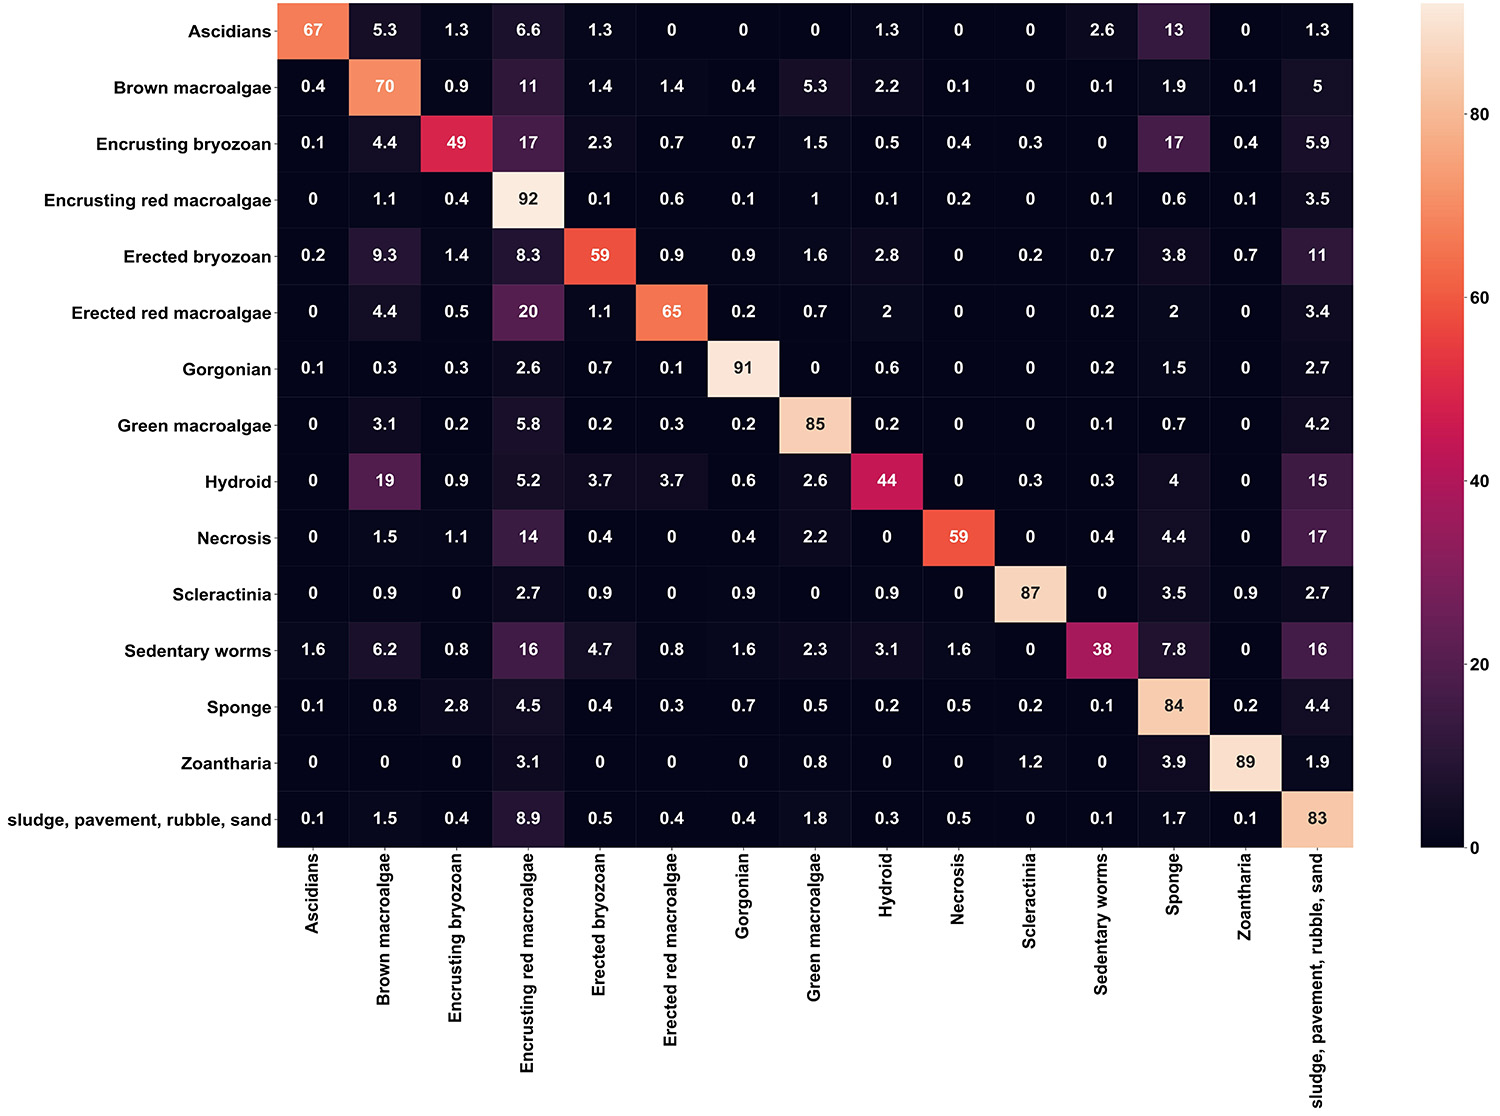 Ascidians 67 5.3 1.3 6.6 1.3 0 0 0 1.3 0 0 2.6 13 0 1.3
Brown macroalgae 0.4 70 0.9 11 1.4 1.4 0.4 5.3 2.2 0.1 0 0.1 1.9 0.1 5
Encrusting bryozoan 0.1 4.4 49 17 2.3 0.7 0.7 1.5 0.5 0.4 0.3 0 17 0.4 5.9
Encrusting red macroalgae 0 1.1 0.4 92 0.1 0.6 0.1 1 0.1 0.2 0 0.1 0.6 0.1 3.5
Erected bryozoan 0.2 9.3 1.4 8.3 59 0.9 0.9 1.6 2.8 0 0.2 0.7 3.8 0.7 11
Erected red macroalgae 0 4.4 0.5 20 1.1 65 0.2 0.7 2 0 0 0.2 2 0 3.4
Gorgonian 0.1 0.3 0.3 2.6 0.7 0.1 91 0 0.6 0 0 0.2 1.5 0 2.7
Green macroalgae 0 3.1 0.2 5.8 0.2 0.3 0.2 85 0.2 0 0 0.1 0.7 0 4.2
Hydroid 0 19 0.9 5.2 3.7 3.7 0.6 2.6 44 0 0.3 0.3 4 0 15
Necrosis 0 1.5 1.1 14 0.4 0 0.4 2.2 0 59 0 0.4 4.4 0 17
Scleractinia 0 0.9 0 2.7 0.9 0 0.9 0 0.9 0 87 0 3.5 0.9 2.7
Sedentary worms 1.6 6.2 0.8 16 4.7 0.8 1.6 2.3 3.1 1.6 0 38 7.8 0 16
Sponge 0.1 0.8 2.8 4.5 0.4 0.3 0.7 0.5 0.2 0.5 0.2 0.1 84 0.2 4.4
Zoantharia 0 0 0 3.1 0 0 0 0.8 0 0 1.2 0 3.9 89 1.9
sludge, pavement, rubble, sand 0.1 1.5 0.4 8.9 0.5 0.4 0.4 1.8 0.3 0.5 0 0.1 1.7 0.1 83
Ascidians
Brown macroalgae
Encrusting bryozoan
Encrusting red macroalgae
Erected bryozoan
Erected red macroalgae
Gorgonian
Green macroalgae
Hydroid
Necrosis
Scleractinia
Sedentary worms
Sponge
Zoantharia
sludge, pavement, rubble, sand
80
60
40
20
0